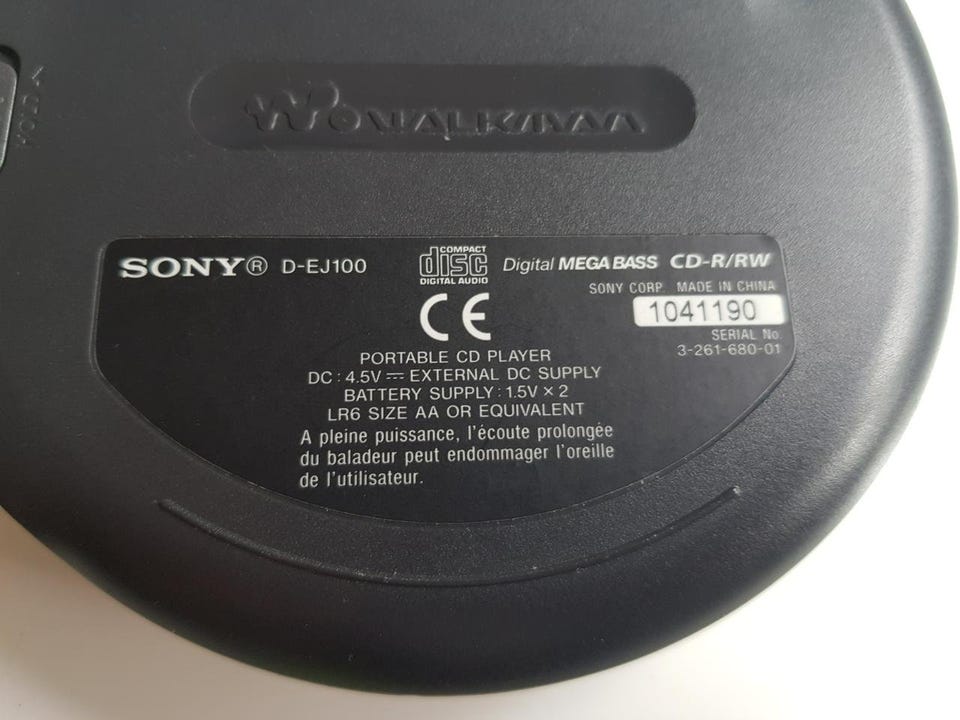 HOLD
WALKMAN
SONY® D-EJ100 COMPACT disc DIGITAL AUDIO Digital MEGA BASS CD-R/RW
SONY CORP. MADE IN CHINA
CE
1041190
SERIAL No.
3-261-680-01
PORTABLE CD PLAYER
DC : 4.5V ⎓ EXTERNAL DC SUPPLY
BATTERY SUPPLY : 1.5V × 2
LR6 SIZE AA OR EQUIVALENT
A pleine puissance, l'écoute prolongée
du baladeur peut endommager l'oreille
de l'utilisateur.